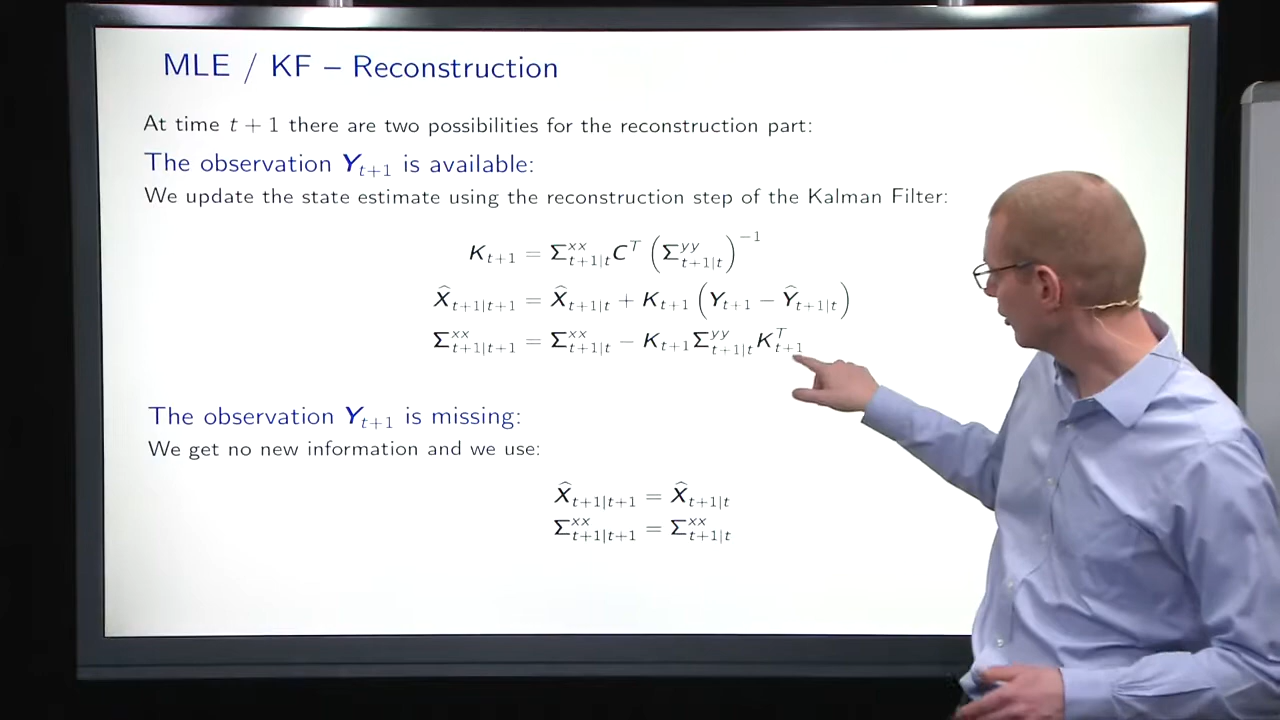 MLE / KF – Reconstruction
At time t + 1 there are two possibilities for the reconstruction part:
The observation Y_{t+1} is available:
We update the state estimate using the reconstruction step of the Kalman Filter:
K_{t+1} = Σ^{xx}_{t+1|t} C^T (Σ^{yy}_{t+1|t})^{−1}
X̂_{t+1|t+1} = X̂_{t+1|t} + K_{t+1} (Y_{t+1} − Ŷ_{t+1|t})
Σ^{xx}_{t+1|t+1} = Σ^{xx}_{t+1|t} − K_{t+1} Σ^{yy}_{t+1|t} K^T_{t+1}
The observation Y_{t+1} is missing:
We get no new information and we use:
X̂_{t+1|t+1} = X̂_{t+1|t}
Σ^{xx}_{t+1|t+1} = Σ^{xx}_{t+1|t}